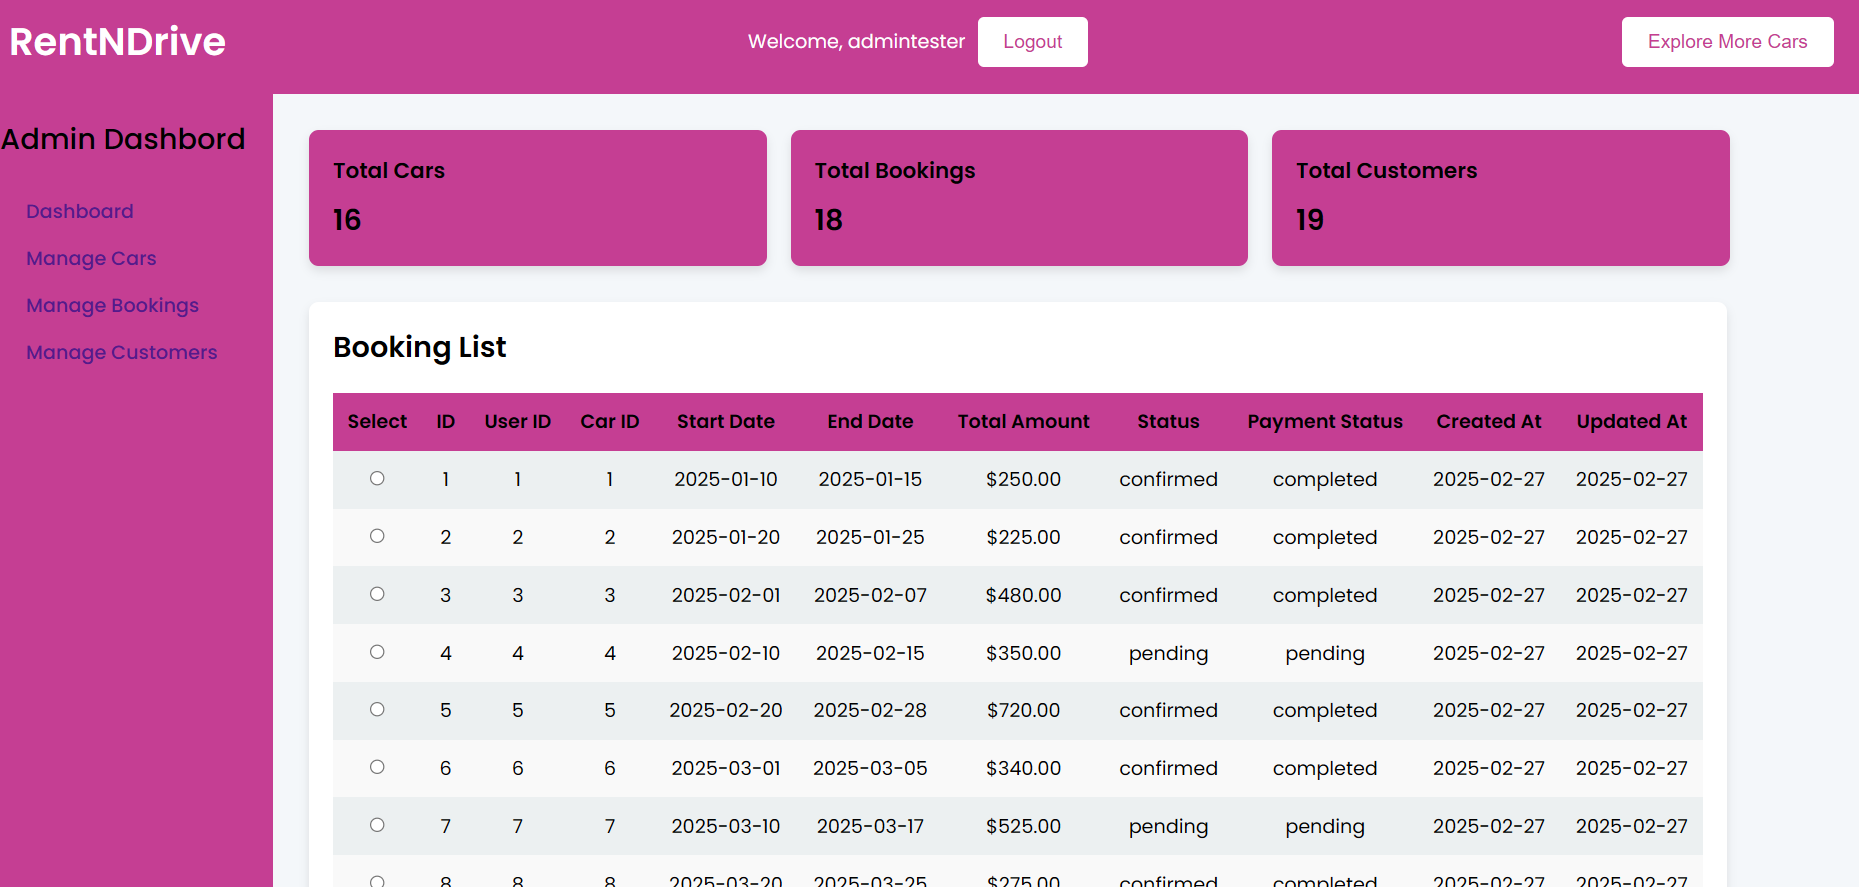 RentNDrive
Welcome, admintester
Logout
Explore More Cars
Admin Dashbord
Dashboard
Manage Cars
Manage Bookings
Manage Customers
Total Cars
16
Total Bookings
18
Total Customers
19
Booking List
Select ID User ID Car ID Start Date End Date Total Amount Status Payment Status Created At Updated At
1 1 1 2025-01-10 2025-01-15 $250.00 confirmed completed 2025-02-27 2025-02-27
2 2 2 2025-01-20 2025-01-25 $225.00 confirmed completed 2025-02-27 2025-02-27
3 3 3 2025-02-01 2025-02-07 $480.00 confirmed completed 2025-02-27 2025-02-27
4 4 4 2025-02-10 2025-02-15 $350.00 pending pending 2025-02-27 2025-02-27
5 5 5 2025-02-20 2025-02-28 $720.00 confirmed completed 2025-02-27 2025-02-27
6 6 6 2025-03-01 2025-03-05 $340.00 confirmed completed 2025-02-27 2025-02-27
7 7 7 2025-03-10 2025-03-17 $525.00 pending pending 2025-02-27 2025-02-27
8 8 8 2025-03-20 2025-03-25 $275.00 confirmed completed 2025-02-27 2025-02-27